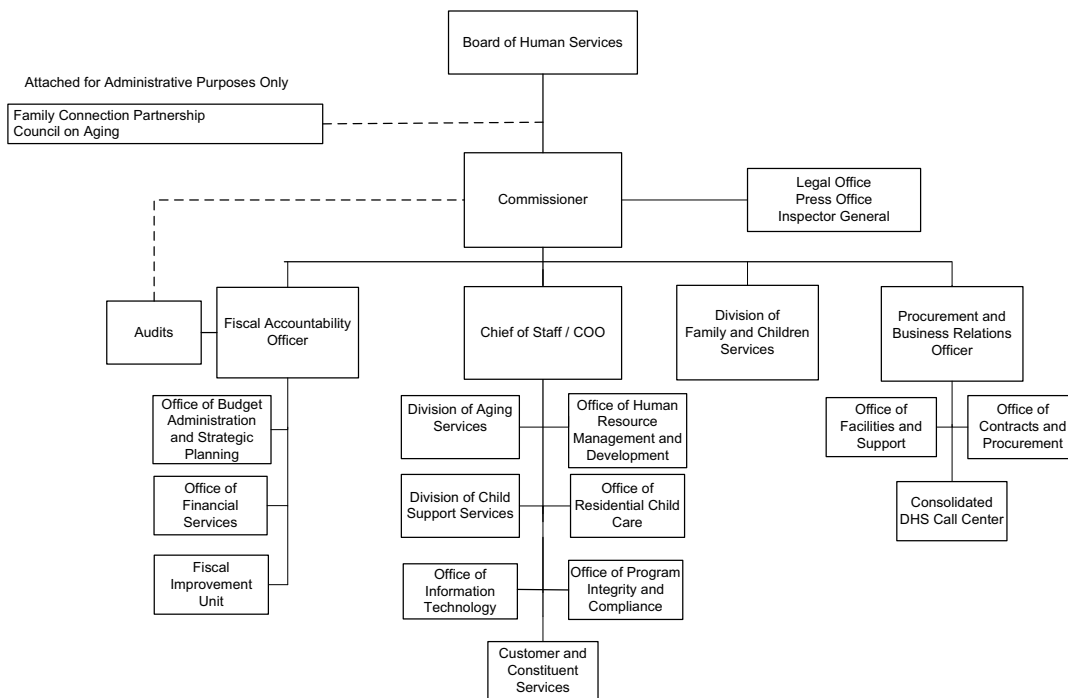 Board of Human Services
Attached for Administrative Purposes Only
Family Connection Partnership
Council on Aging
Commissioner
Legal Office
Press Office
Inspector General
Audits
Fiscal Accountability
Officer
Chief of Staff / COO
Division of
Family and Children
Services
Procurement and
Business Relations
Officer
Office of Budget
Administration
and Strategic
Planning
Division of Aging
Services
Office of Human
Resource
Management and
Development
Office of
Facilities and
Support
Office of
Contracts and
Procurement
Office of
Financial
Services
Division of Child
Support Services
Office of
Residential Child
Care
Consolidated
DHS Call Center
Fiscal
Improvement
Unit
Office of
Information
Technology
Office of Program
Integrity and
Compliance
Customer and
Constituent
Services